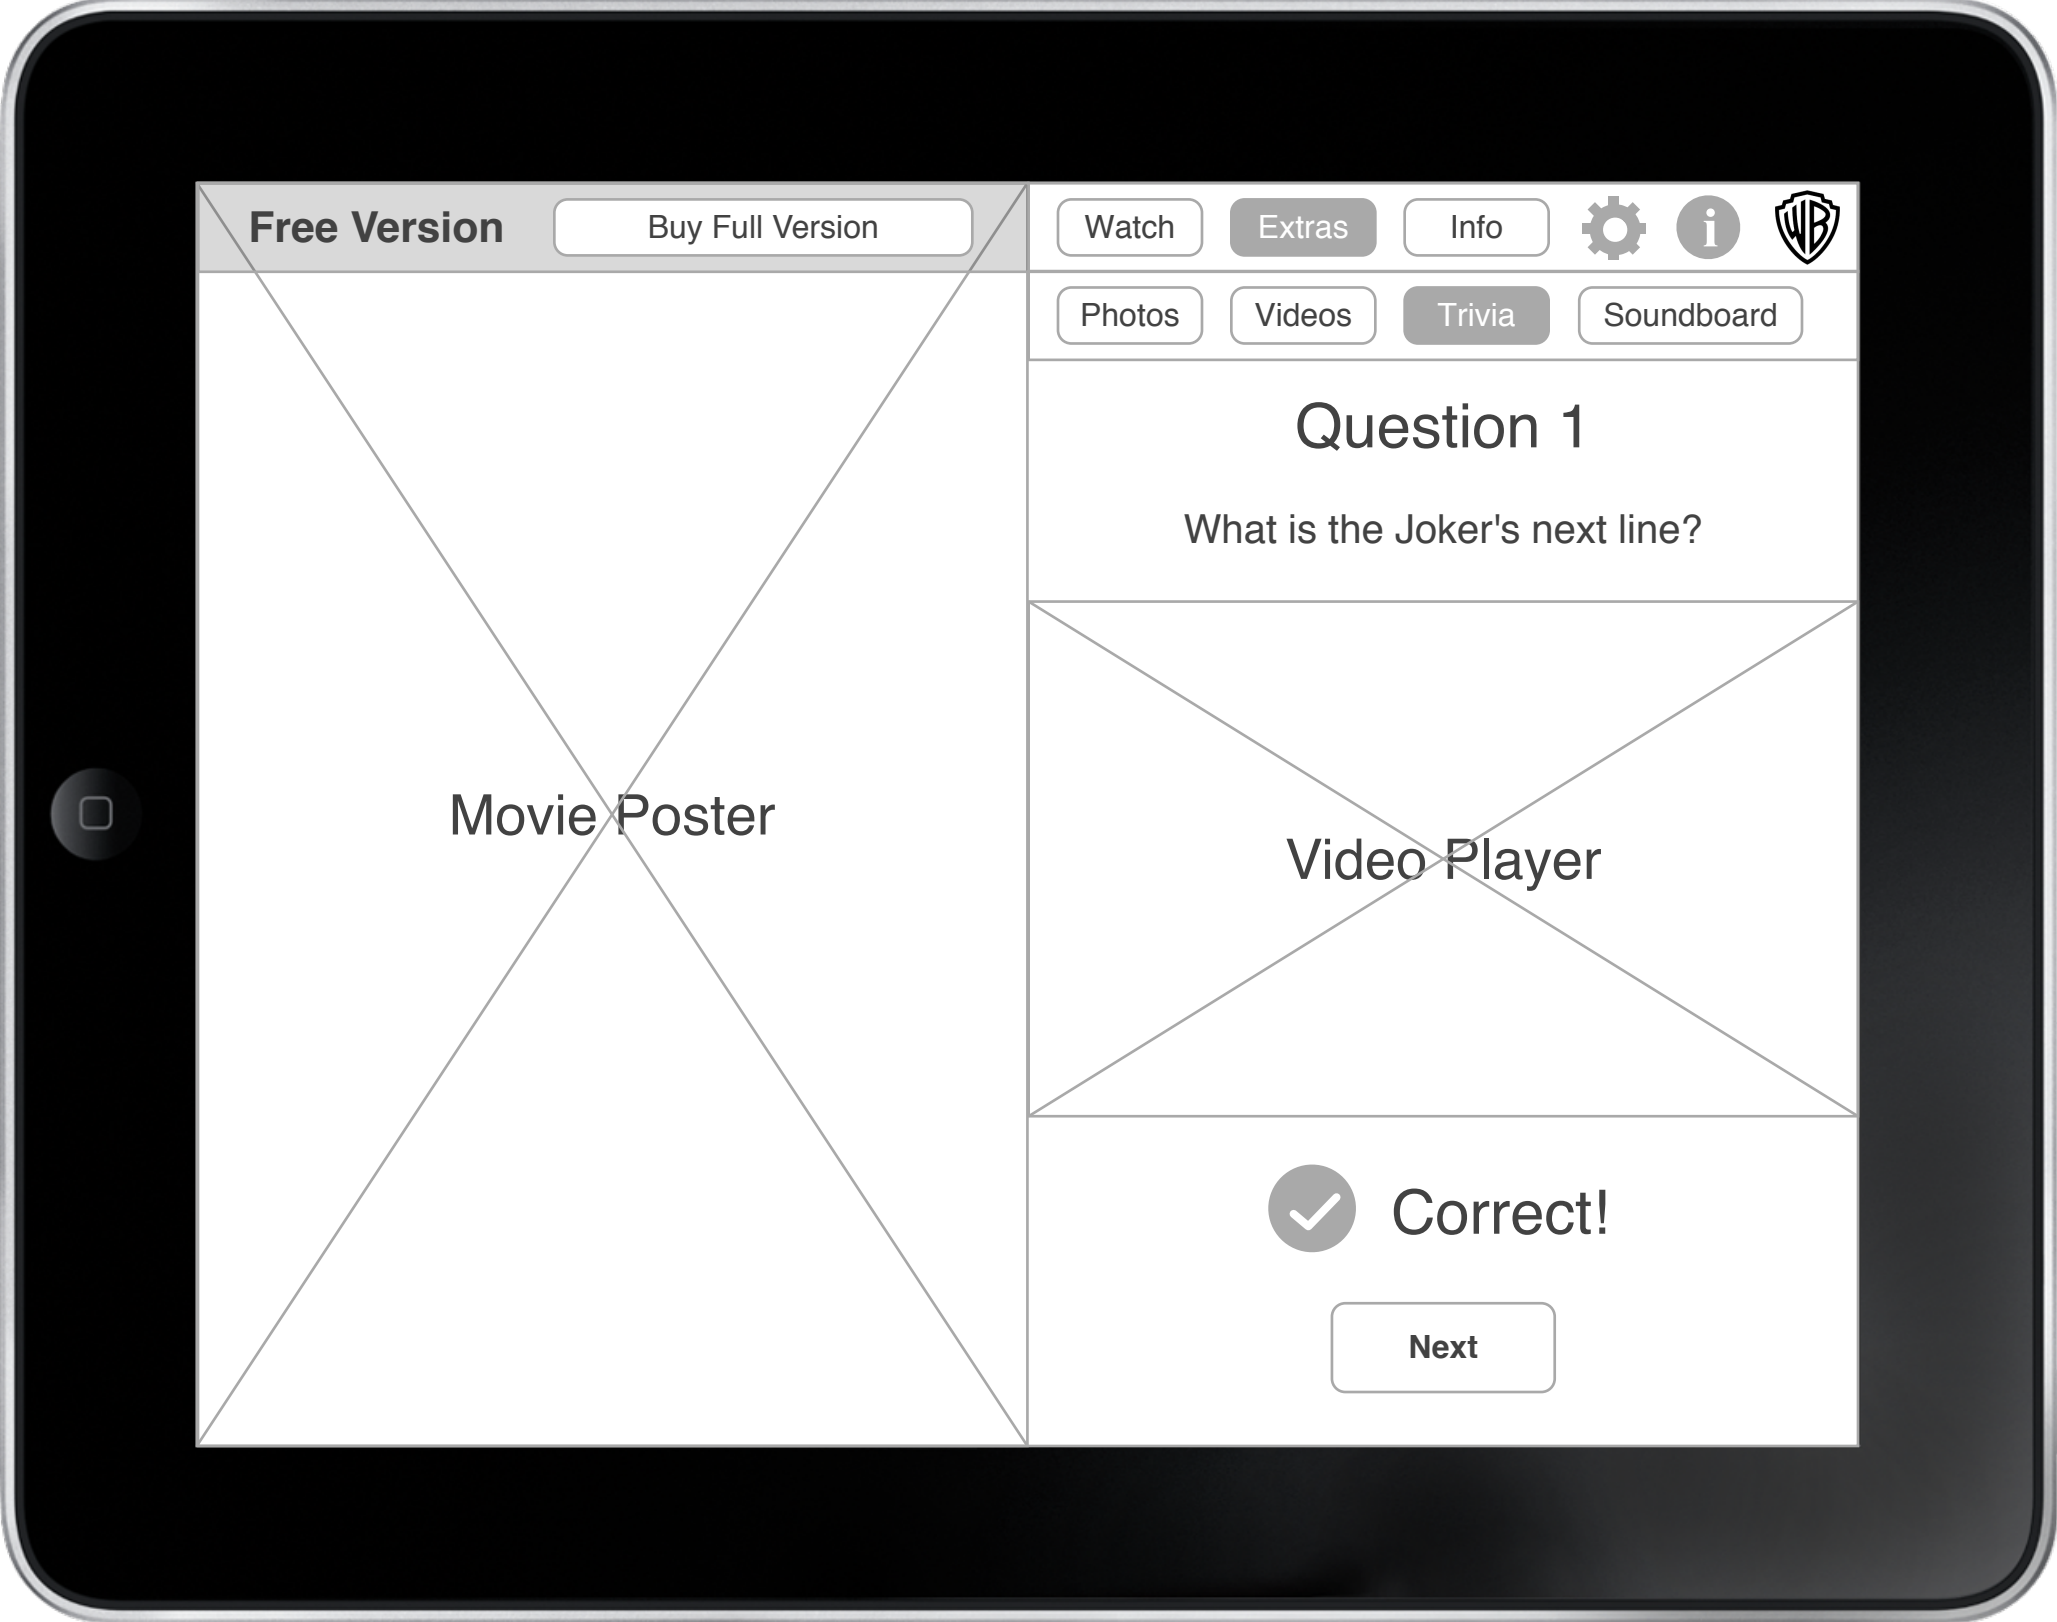 Free Version
Buy Full Version
Watch
Extras
Info
i
WB
Photos
Videos
Trivia
Soundboard
Question 1
What is the Joker's next line?
Movie Poster
Video Player
Correct!
Next